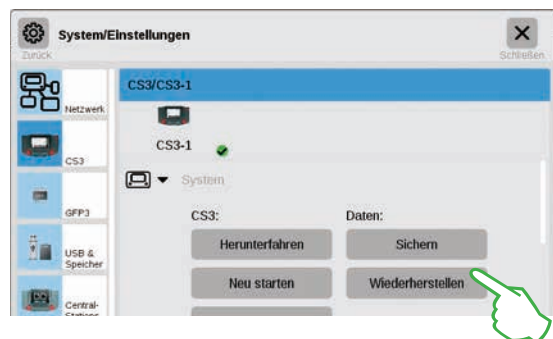 System/Einstellungen
Zurück
Schließen
CS3/CS3-1
Netzwerk
CS3-1
CS3
System
GFP3
CS3:
Daten:
Herunterfahren
Sichern
USB &
Speicher
Neu starten
Wiederherstellen
Central-